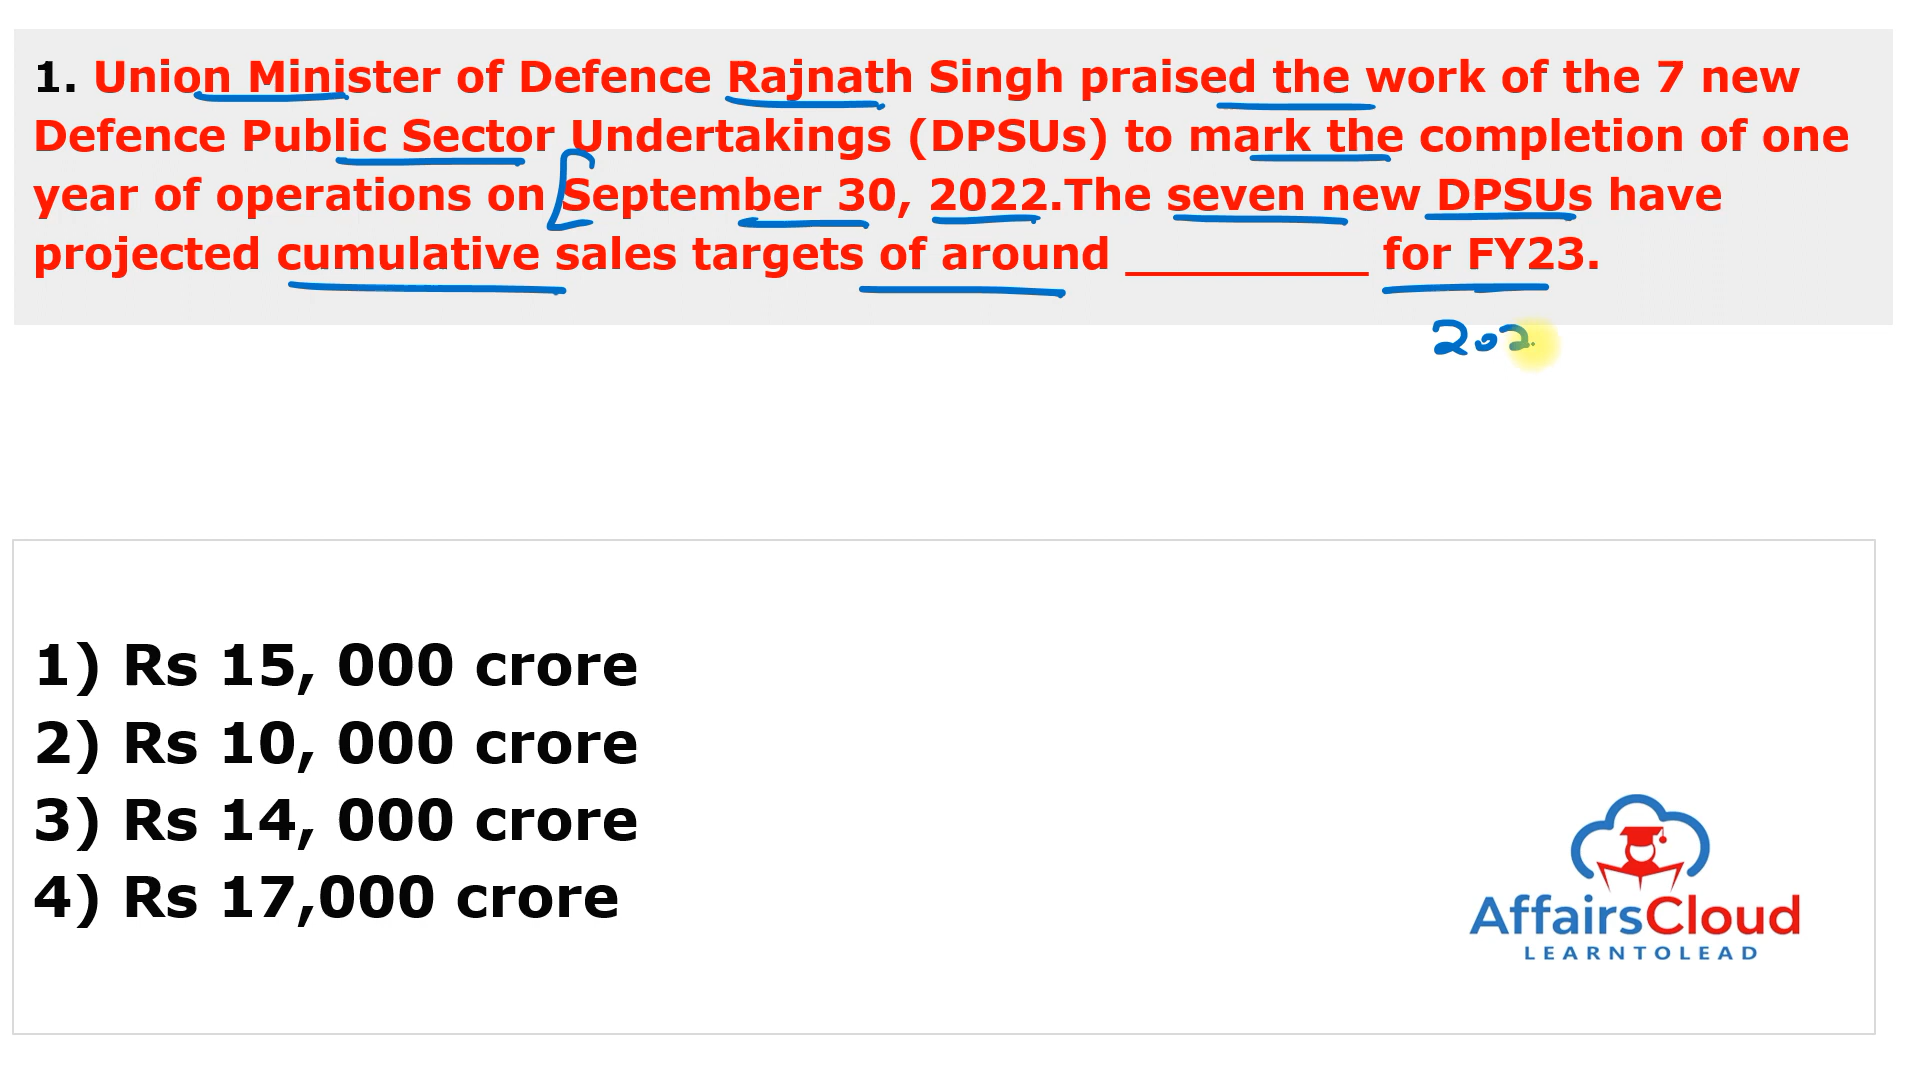 1. Union Minister of Defence Rajnath Singh praised the work of the 7 new
Defence Public Sector Undertakings (DPSUs) to mark the completion of one
year of operations on September 30, 2022.The seven new DPSUs have
projected cumulative sales targets of around ___________ for FY23.
202
1) Rs 15, 000 crore
2) Rs 10, 000 crore
3) Rs 14, 000 crore
4) Rs 17,000 crore
AffairsCloud
LEARNTOLEAD